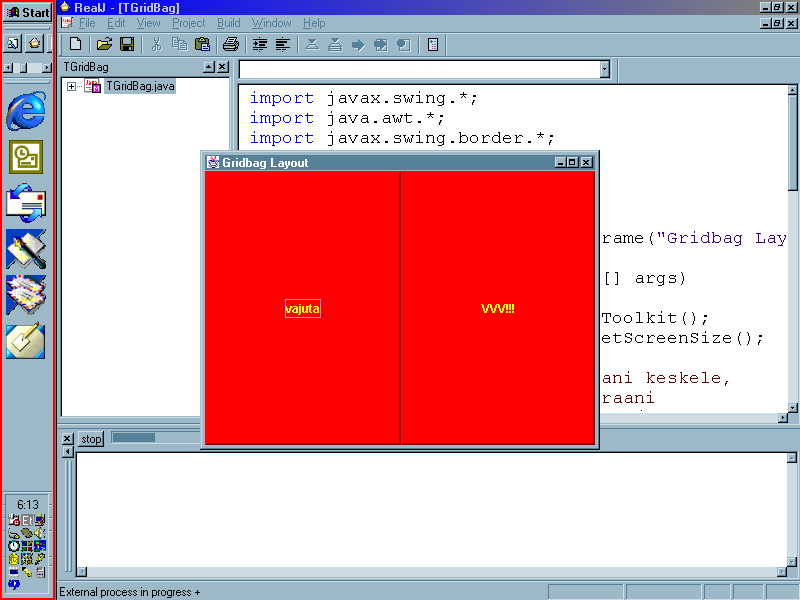 Start
RealJ - [TGridBag]
File Edit View Project Build Window Help
TGridBag
TGridBag.java
import javax.swing.*;
import java.awt.*;
import javax.swing.border.*;
Gridbag Layout
vajuta
VVV!!!
rame("Gridbag Lay
[] args)
Toolkit();
etScreenSize();
ani keskele,
raani
stop
6:13
External process in progress +